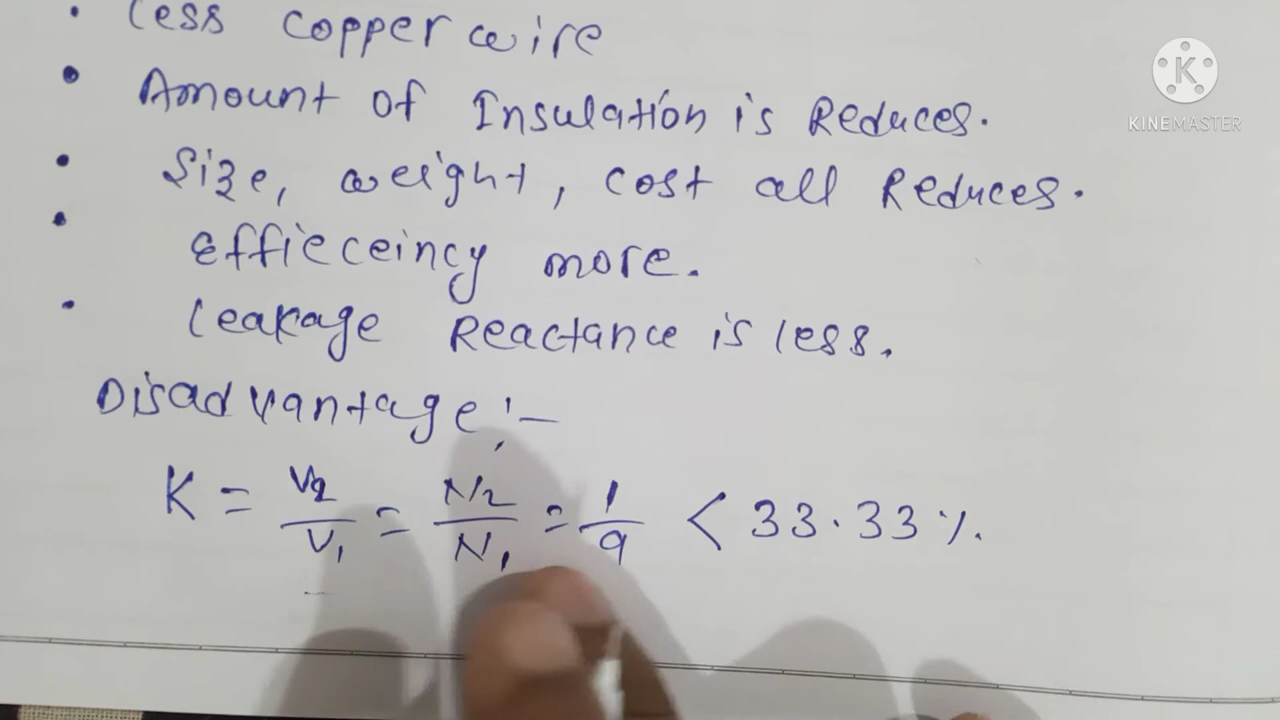 • Less copper wire
• Amount of Insulation is Reduces.
• Size, weight, cost all Reduces.
• Effieceincy more.
• Leakage Reactance is less.
Disadvantage :-
K = V2/V1 = N2/N1 = 1/a < 33.33 %.
K
KINEMASTER